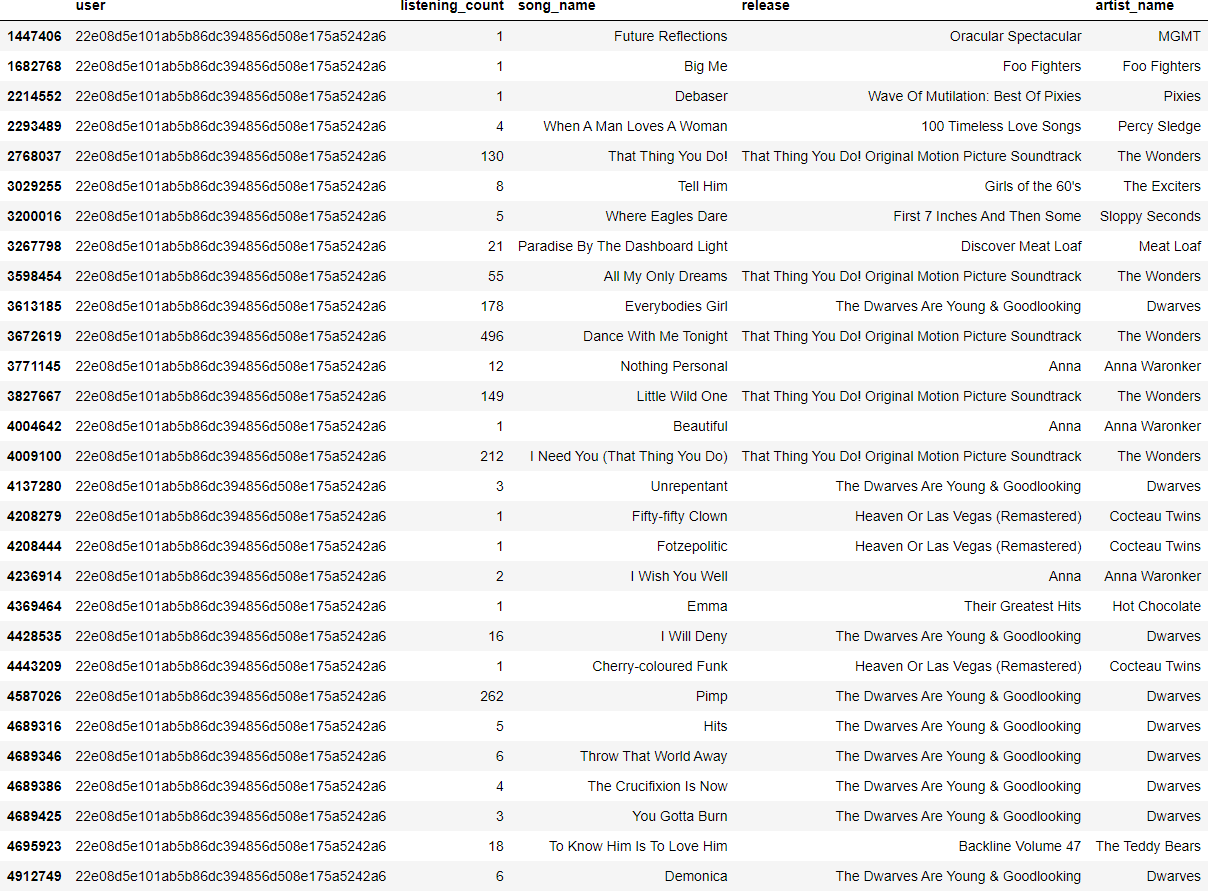 user listening_count song_name release artist_name
1447406 22e08d5e101ab5b86dc394856d508e175a5242a6 1 Future Reflections Oracular Spectacular MGMT
1682768 22e08d5e101ab5b86dc394856d508e175a5242a6 1 Big Me Foo Fighters Foo Fighters
2214552 22e08d5e101ab5b86dc394856d508e175a5242a6 1 Debaser Wave Of Mutilation: Best Of Pixies Pixies
2293489 22e08d5e101ab5b86dc394856d508e175a5242a6 4 When A Man Loves A Woman 100 Timeless Love Songs Percy Sledge
2768037 22e08d5e101ab5b86dc394856d508e175a5242a6 130 That Thing You Do! That Thing You Do! Original Motion Picture Soundtrack The Wonders
3029255 22e08d5e101ab5b86dc394856d508e175a5242a6 8 Tell Him Girls of the 60's The Exciters
3200016 22e08d5e101ab5b86dc394856d508e175a5242a6 5 Where Eagles Dare First 7 Inches And Then Some Sloppy Seconds
3267798 22e08d5e101ab5b86dc394856d508e175a5242a6 21 Paradise By The Dashboard Light Discover Meat Loaf Meat Loaf
3598454 22e08d5e101ab5b86dc394856d508e175a5242a6 55 All My Only Dreams That Thing You Do! Original Motion Picture Soundtrack The Wonders
3613185 22e08d5e101ab5b86dc394856d508e175a5242a6 178 Everybodies Girl The Dwarves Are Young & Goodlooking Dwarves
3672619 22e08d5e101ab5b86dc394856d508e175a5242a6 496 Dance With Me Tonight That Thing You Do! Original Motion Picture Soundtrack The Wonders
3771145 22e08d5e101ab5b86dc394856d508e175a5242a6 12 Nothing Personal Anna Anna Waronker
3827667 22e08d5e101ab5b86dc394856d508e175a5242a6 149 Little Wild One That Thing You Do! Original Motion Picture Soundtrack The Wonders
4004642 22e08d5e101ab5b86dc394856d508e175a5242a6 1 Beautiful Anna Anna Waronker
4009100 22e08d5e101ab5b86dc394856d508e175a5242a6 212 I Need You (That Thing You Do) That Thing You Do! Original Motion Picture Soundtrack The Wonders
4137280 22e08d5e101ab5b86dc394856d508e175a5242a6 3 Unrepentant The Dwarves Are Young & Goodlooking Dwarves
4208279 22e08d5e101ab5b86dc394856d508e175a5242a6 1 Fifty-fifty Clown Heaven Or Las Vegas (Remastered) Cocteau Twins
4208444 22e08d5e101ab5b86dc394856d508e175a5242a6 1 Fotzepolitic Heaven Or Las Vegas (Remastered) Cocteau Twins
4236914 22e08d5e101ab5b86dc394856d508e175a5242a6 2 I Wish You Well Anna Anna Waronker
4369464 22e08d5e101ab5b86dc394856d508e175a5242a6 1 Emma Their Greatest Hits Hot Chocolate
4428535 22e08d5e101ab5b86dc394856d508e175a5242a6 16 I Will Deny The Dwarves Are Young & Goodlooking Dwarves
4443209 22e08d5e101ab5b86dc394856d508e175a5242a6 1 Cherry-coloured Funk Heaven Or Las Vegas (Remastered) Cocteau Twins
4587026 22e08d5e101ab5b86dc394856d508e175a5242a6 262 Pimp The Dwarves Are Young & Goodlooking Dwarves
4689316 22e08d5e101ab5b86dc394856d508e175a5242a6 5 Hits The Dwarves Are Young & Goodlooking Dwarves
4689346 22e08d5e101ab5b86dc394856d508e175a5242a6 6 Throw That World Away The Dwarves Are Young & Goodlooking Dwarves
4689386 22e08d5e101ab5b86dc394856d508e175a5242a6 4 The Crucifixion Is Now The Dwarves Are Young & Goodlooking Dwarves
4689425 22e08d5e101ab5b86dc394856d508e175a5242a6 3 You Gotta Burn The Dwarves Are Young & Goodlooking Dwarves
4695923 22e08d5e101ab5b86dc394856d508e175a5242a6 18 To Know Him Is To Love Him Backline Volume 47 The Teddy Bears
4912749 22e08d5e101ab5b86dc394856d508e175a5242a6 6 Demonica The Dwarves Are Young & Goodlooking Dwarves